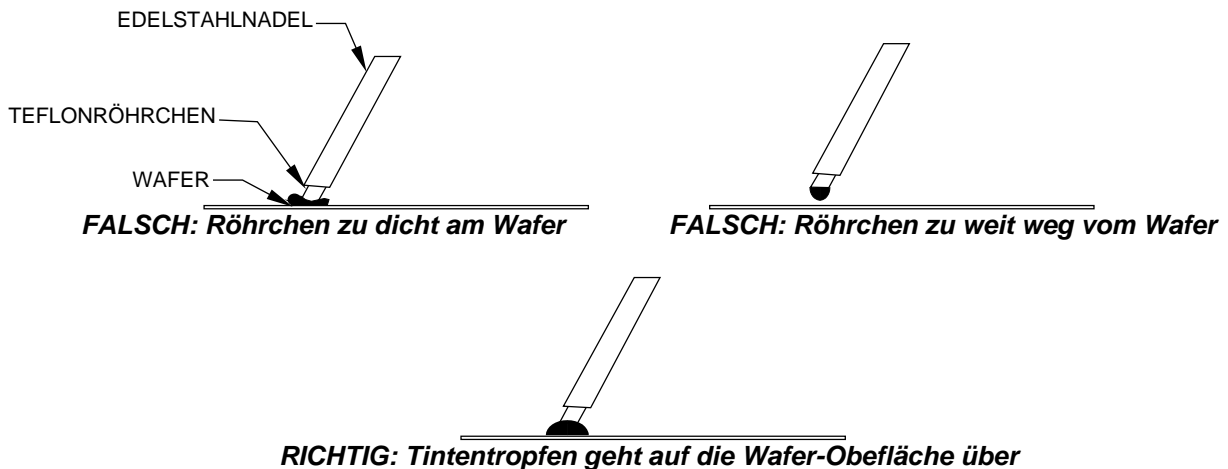 EDELSTAHLNADEL
TEFLONRÖHRCHEN
WAFER
FALSCH: Röhrchen zu dicht am Wafer
FALSCH: Röhrchen zu weit weg vom Wafer
RICHTIG: Tintentropfen geht auf die Wafer-Obefläche über